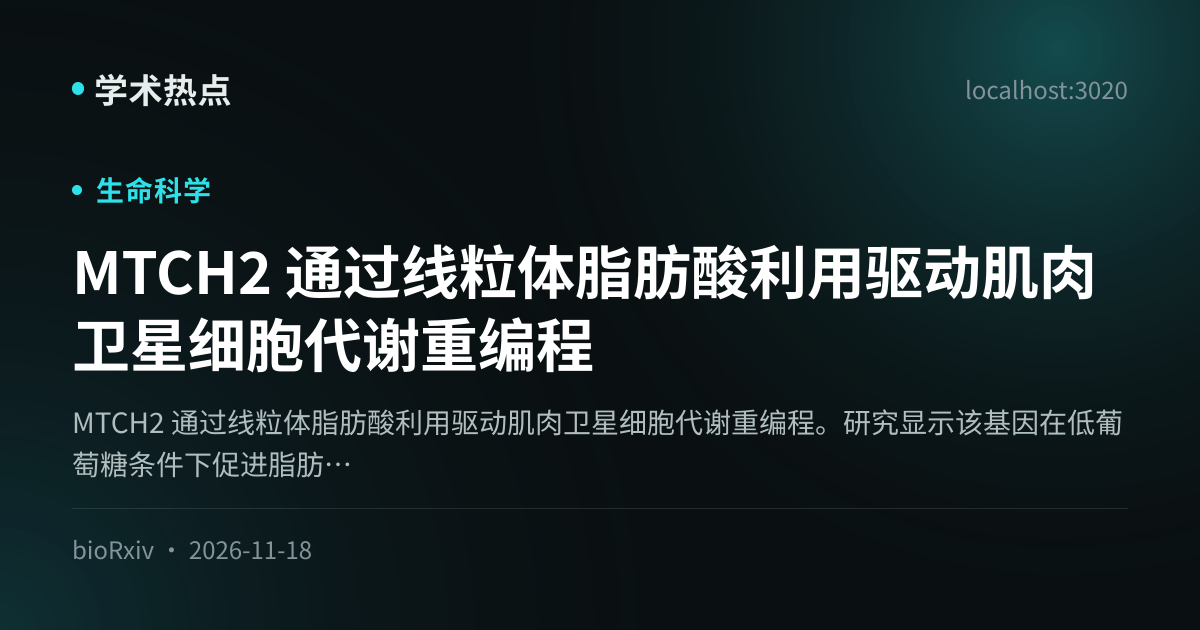 学术热点
localhost:3020
生命科学
MTCH2 通过线粒体脂肪酸利用驱动肌肉
卫星细胞代谢重编程
MTCH2 通过线粒体脂肪酸利用驱动肌肉卫星细胞代谢重编程。研究显示该基因在低葡
萄糖条件下促进脂肪…
bioRxiv · 2026-11-18